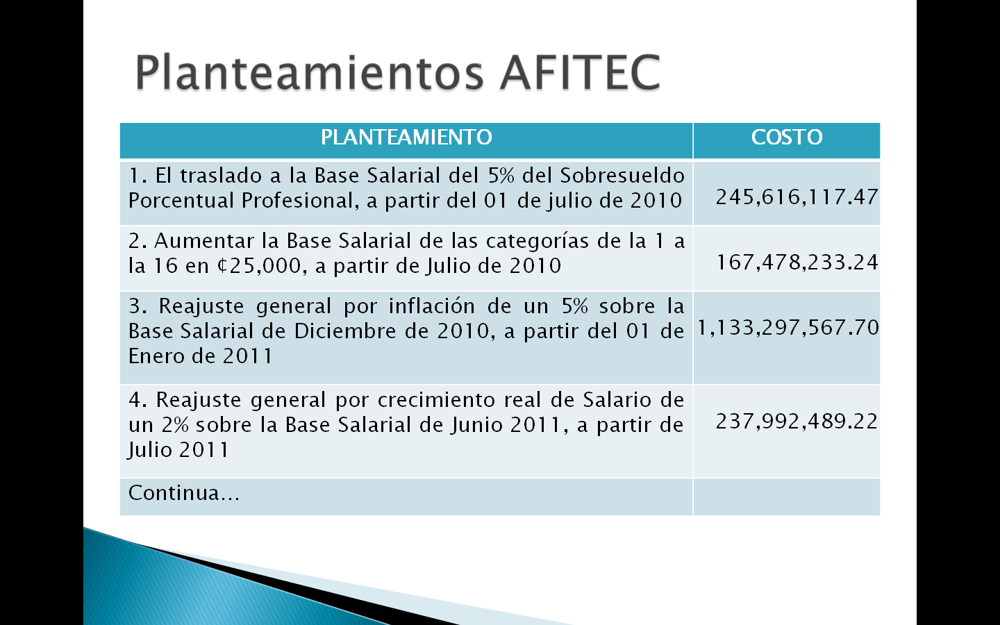 Planteamientos AFITEC
PLANTEAMIENTO COSTO
1. El traslado a la Base Salarial del 5% del Sobresueldo
Porcentual Profesional, a partir del 01 de julio de 2010
245,616,117.47
2. Aumentar la Base Salarial de las categorías de la 1 a
la 16 en ¢25,000, a partir de Julio de 2010
167,478,233.24
3. Reajuste general por inflación de un 5% sobre la
Base Salarial de Diciembre de 2010, a partir del 01 de
Enero de 2011
1,133,297,567.70
4. Reajuste general por crecimiento real de Salario de
un 2% sobre la Base Salarial de Junio 2011, a partir de
Julio 2011
237,992,489.22
Continua...